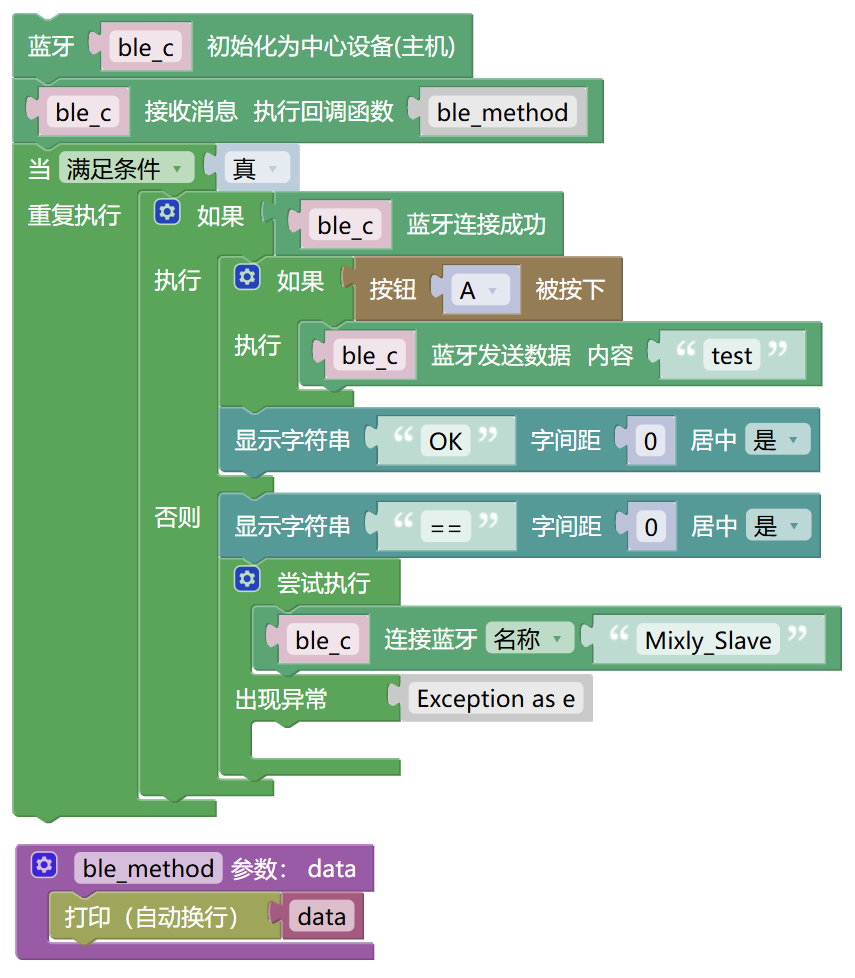 蓝牙 ble_c 初始化为中心设备(主机)
ble_c 接收消息 执行回调函数 ble_method
当 满足条件 真
重复执行 如果 ble_c 蓝牙连接成功
执行 如果 按钮 A 被按下
执行 ble_c 蓝牙发送数据 内容 “ test ”
显示字符串 “ OK ” 字间距 0 居中 是
否则 显示字符串 “ == ” 字间距 0 居中 是
尝试执行
ble_c 连接蓝牙 名称 “ Mixly_Slave ”
出现异常 Exception as e
ble_method 参数： data
打印（自动换行） data